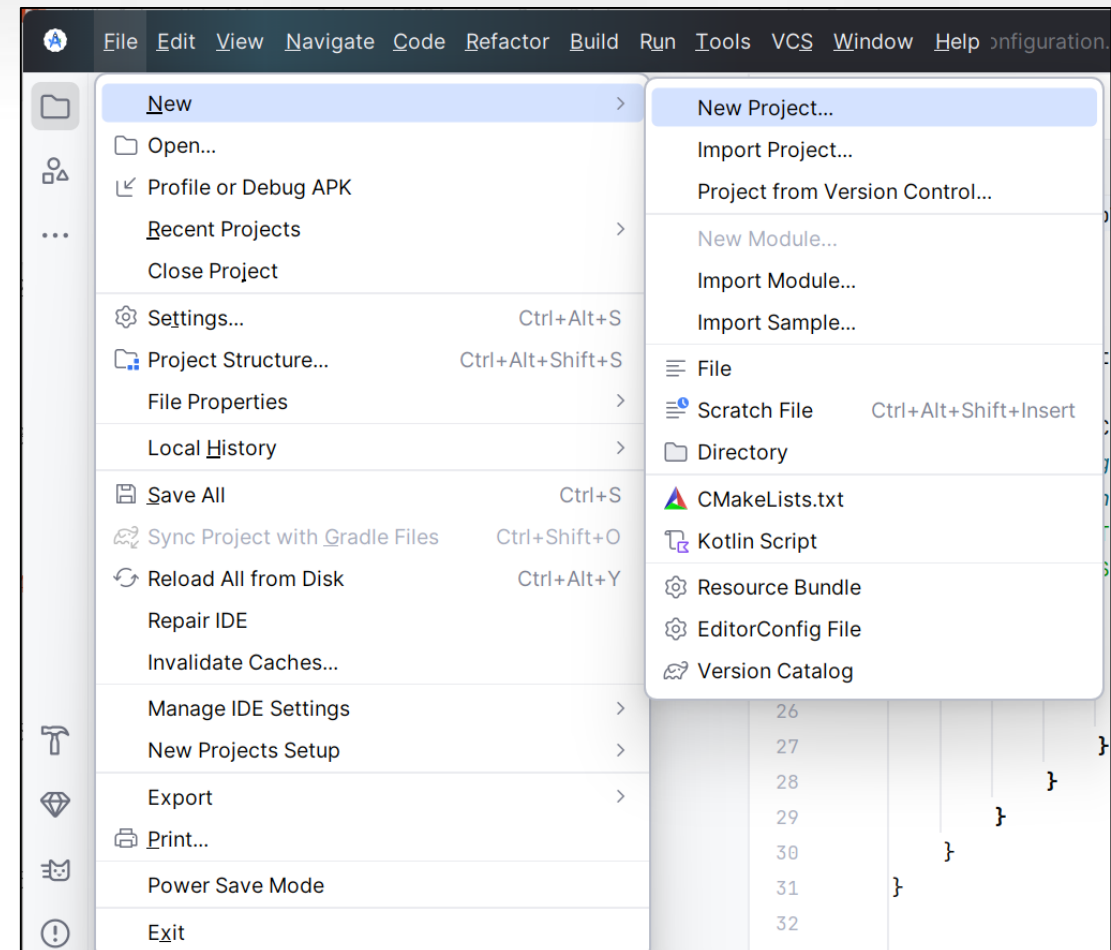 File Edit View Navigate Code Refactor Build Run Tools VCS Window Help onfiguration.
New
Open...
Profile or Debug APK
Recent Projects
Close Project
Settings... Ctrl+Alt+S
Project Structure... Ctrl+Alt+Shift+S
File Properties
Local History
Save All Ctrl+S
Sync Project with Gradle Files Ctrl+Shift+O
Reload All from Disk Ctrl+Alt+Y
Repair IDE
Invalidate Caches...
Manage IDE Settings
New Projects Setup
Export
Print...
Power Save Mode
Exit
New Project...
Import Project...
Project from Version Control...
New Module...
Import Module...
Import Sample...
File
Scratch File Ctrl+Alt+Shift+Insert
Directory
CMakeLists.txt
Kotlin Script
Resource Bundle
EditorConfig File
Version Catalog
26
27 }
28 }
29 }
30 }
31 }
32